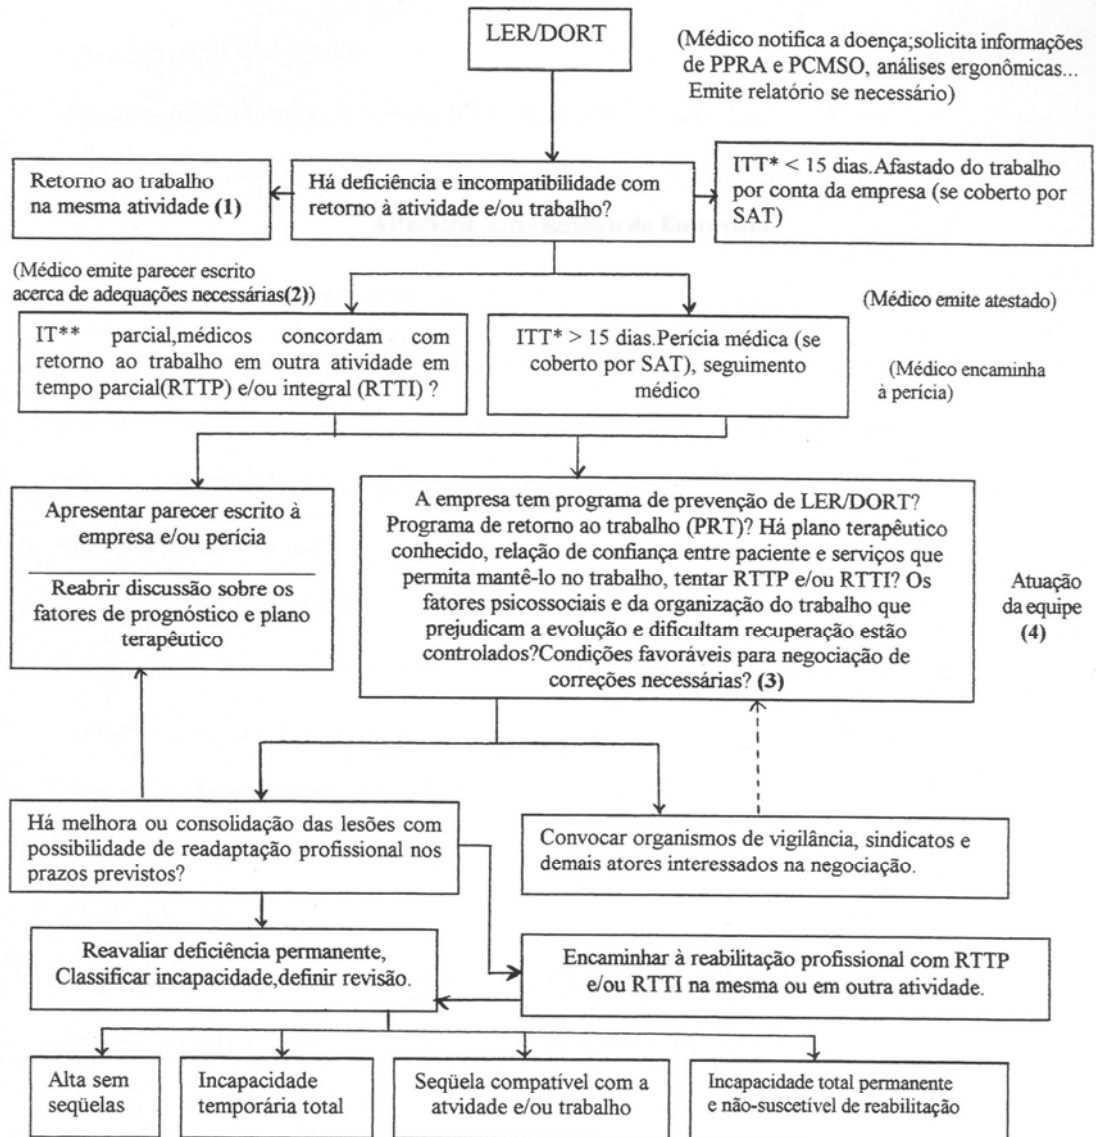 LER/DORT
(Médico notifica a doença;solicita informações
de PPRA e PCMSO, análises ergonômicas...
Emite relatório se necessário)
Retorno ao trabalho
na mesma atividade (1)
Há deficiência e incompatibilidade com
retorno à atividade e/ou trabalho?
ITT* < 15 dias.Afastado do trabalho
por conta da empresa (se coberto por
SAT)
(Médico emite parecer escrito
acerca de adequações necessárias(2))
(Médico emite atestado)
IT** parcial,médicos concordam com
retorno ao trabalho em outra atividade em
tempo parcial(RTTP) e/ou integral (RTTI) ?
ITT* > 15 dias.Perícia médica (se
coberto por SAT), seguimento
médico
(Médico encaminha
à perícia)
Apresentar parecer escrito à
empresa e/ou perícia
Reabrir discussão sobre os
fatores de prognóstico e plano
terapêutico
A empresa tem programa de prevenção de LER/DORT?
Programa de retorno ao trabalho (PRT)? Há plano terapêutico
conhecido, relação de confiança entre paciente e serviços que
permita mantê-lo no trabalho, tentar RTTP e/ou RTTI? Os
fatores psicossociais e da organização do trabalho que
prejudicam a evolução e dificultam recuperação estão
controlados?Condições favoráveis para negociação de
correções necessárias? (3)
Atuação
da equipe
(4)
Há melhora ou consolidação das lesões com
possibilidade de readaptação profissional nos
prazos previstos?
Convocar organismos de vigilância, sindicatos e
demais atores interessados na negociação.
Reavaliar deficiência permanente,
Classificar incapacidade,definir revisão.
Encaminhar à reabilitação profissional com RTTP
e/ou RTTI na mesma ou em outra atividade.
Alta sem
seqüelas
Incapacidade
temporária total
Seqüela compatível com a
atvidade e/ou trabalho
Incapacidade total permanente
e não-suscetível de reabilitação